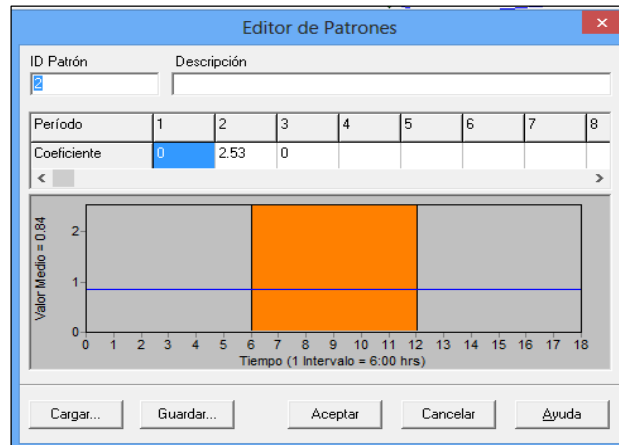 Editor de Patrones
ID Patrón Descripción
2
Período 1 2 3 4 5 6 7 8
Coeficiente 0 2.53 0
Valor Medio = 0.84
2
1
0
0 1 2 3 4 5 6 7 8 9 10 11 12 13 14 15 16 17 18
Tiempo (1 Intervalo = 6:00 hrs)
Cargar... Guardar... Aceptar Cancelar Ayuda